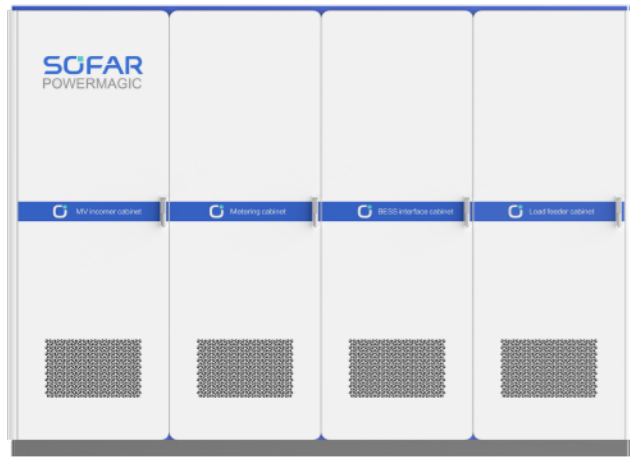 SOFAR
POWERMAGIC
MV incomer cabinet
Metering cabinet
BESS interface cabinet
Load feeder cabinet